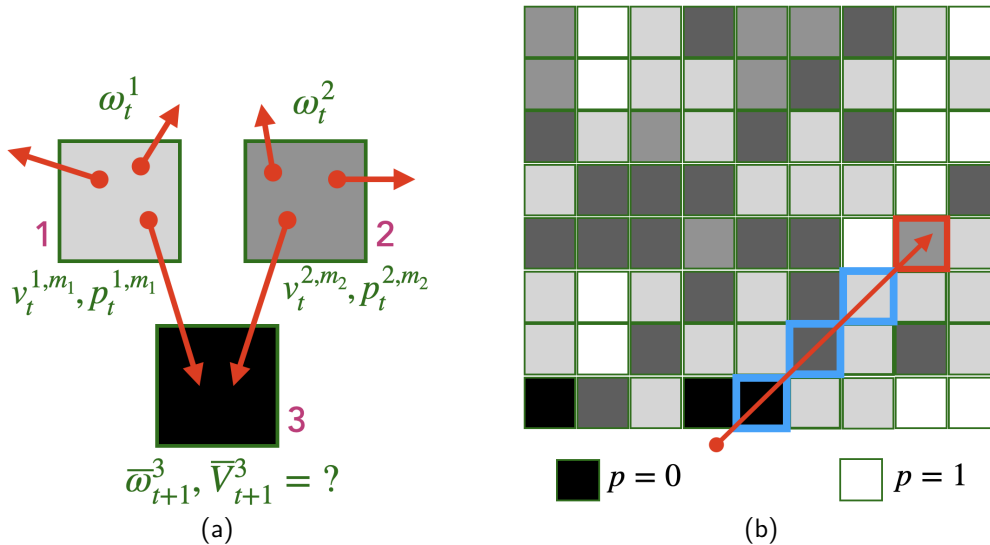 ω_t^1 ω_t^2
1 2
v_t^{1,m_1}, p_t^{1,m_1} v_t^{2,m_2}, p_t^{2,m_2}
3
ω̅_{t+1}^3, V̅_{t+1}^3 = ?
(a)
p = 0 p = 1
(b)